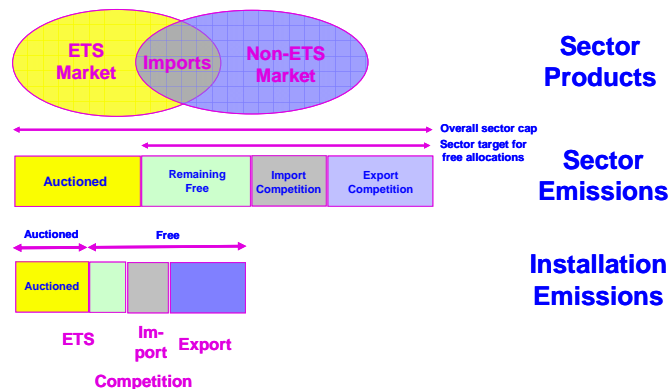 ETS
Market
Imports
Non-ETS
Market
Sector
Products
Overall sector cap
Sector target for
free allocations
Auctioned
Remaining
Free
Import
Competition
Export
Competition
Sector
Emissions
Auctioned
Free
Auctioned
Installation
Emissions
ETS
Im-
port
Export
Competition